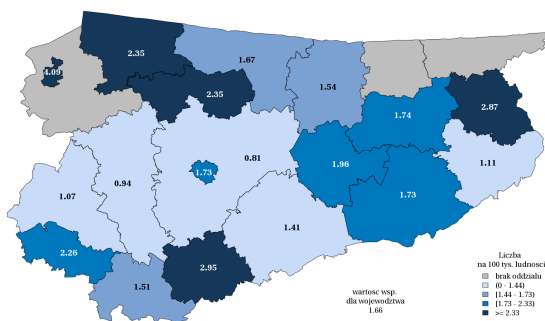 2.35
1.67
4.09
2.35
1.54
2.87
1.74
1.11
0.81
1.96
1.73
0.94
1.73
1.07
1.41
2.26
2.95
1.51
wartosc wsp.
dla wojewodztwa
1.66
Liczba
na 100 tys. ludnosci
brak oddzialu
(0 - 1.44)
[1.44 - 1.73)
[1.73 - 2.33)
>= 2.33